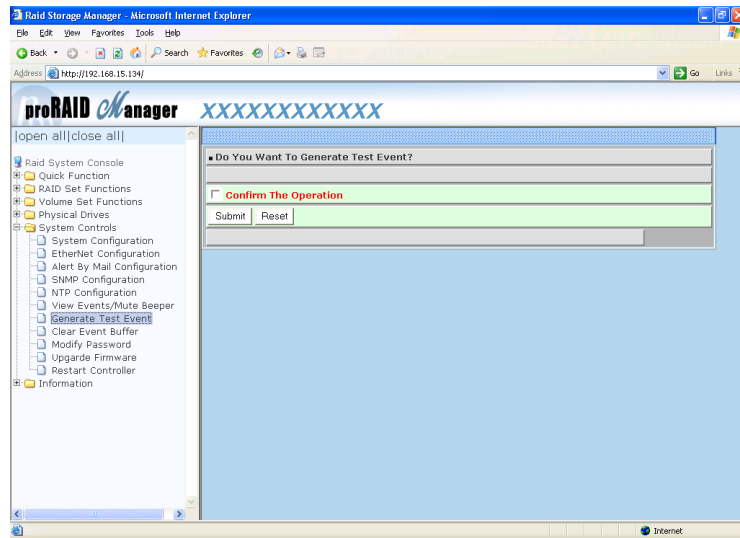 Raid Storage Manager - Microsoft Internet Explorer
File Edit View Favorites Tools Help
Back Search Favorites
Address http://192.168.15.134/ Go Links
proRAID Manager XXXXXXXXXXXX
|open all|close all|
Raid System Console
Quick Function
RAID Set Functions
Volume Set Functions
Physical Drives
System Controls
System Configuration
EtherNet Configuration
Alert By Mail Configuration
SNMP Configuration
NTP Configuration
View Events/Mute Beeper
Generate Test Event
Clear Event Buffer
Modify Password
Upgarde Firmware
Restart Controller
Information
Do You Want To Generate Test Event?
Confirm The Operation
Submit Reset
Internet